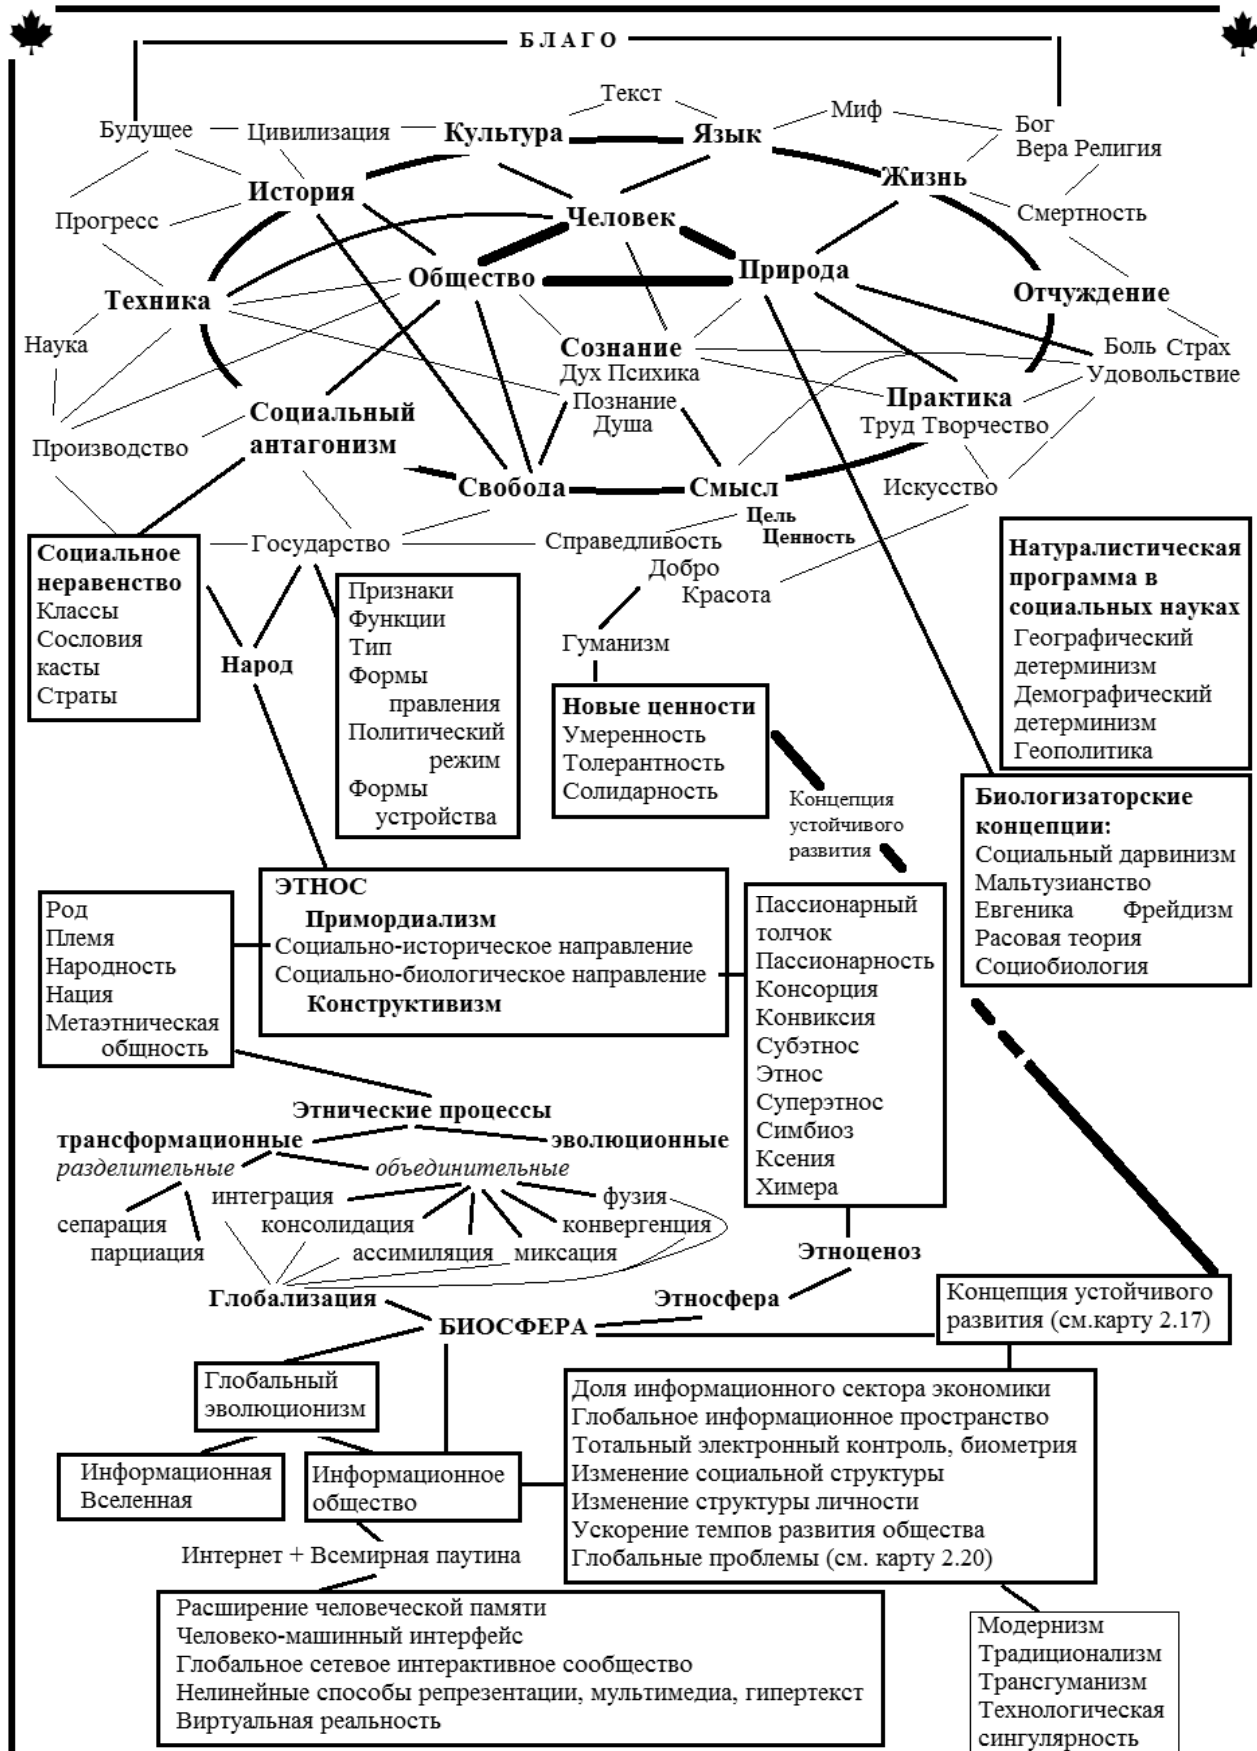 БЛАГО
Текст
Миф
Будущее
Цивилизация
Культура
Язык
Бог
Вера Религия
История
Жизнь
Прогресс
Человек
Смертность
Общество
Природа
Техника
Отчуждение
Наука
Сознание
Дух Психика
Познание
Душа
Боль Страх
Удовольствие
Социальный
антагонизм
Практика
Труд Творчество
Производство
Свобода
Смысл
Цель
Ценность
Искусство
Государство
Справедливость
Добро
Красота
Социальное
неравенство
Классы
Сословия
касты
Страты
Народ
Признаки
Функции
Тип
Формы
правления
Политический
режим
Формы
устройства
Гуманизм
Новые ценности
Умеренность
Толерантность
Солидарность
Концепция
устойчивого
развития
Натуралистическая
программа в
социальных науках
Географический
детерминизм
Демографический
детерминизм
Геополитика
Биологизаторские
концепции:
Социальный дарвинизм
Мальтузианство
Евгеника Фрейдизм
Расовая теория
Социобиология
Род
Племя
Народность
Нация
Метаэтническая
общность
ЭТНОС
Примордиализм
Социально-историческое направление
Социально-биологическое направление
Конструктивизм
Пассионарный
толчок
Пассионарность
Консорция
Конвиксия
Субэтнос
Этнос
Суперэтнос
Симбиоз
Ксения
Химера
Этнические процессы
трансформационные
эволюционные
разделительные
объединительные
интеграция
фузия
сепарация
консолидация
конвергенция
парциация
ассимиляция
миксация
Этноценоз
Глобализация
Этносфера
БИОСФЕРА
Концепция устойчивого
развития (см.карту 2.17)
Глобальный
эволюционизм
Информационная
Вселенная
Информационное
общество
Доля информационного сектора экономики
Глобальное информационное пространство
Тотальный электронный контроль, биометрия
Изменение социальной структуры
Изменение структуры личности
Ускорение темпов развития общества
Глобальные проблемы (см. карту 2.20)
Интернет + Всемирная паутина
Расширение человеческой памяти
Человеко-машинный интерфейс
Глобальное сетевое интерактивное сообщество
Нелинейные способы репрезентации, мультимедиа, гипертекст
Виртуальная реальность
Модернизм
Традиционализм
Трансгуманизм
Технологическая
сингулярность